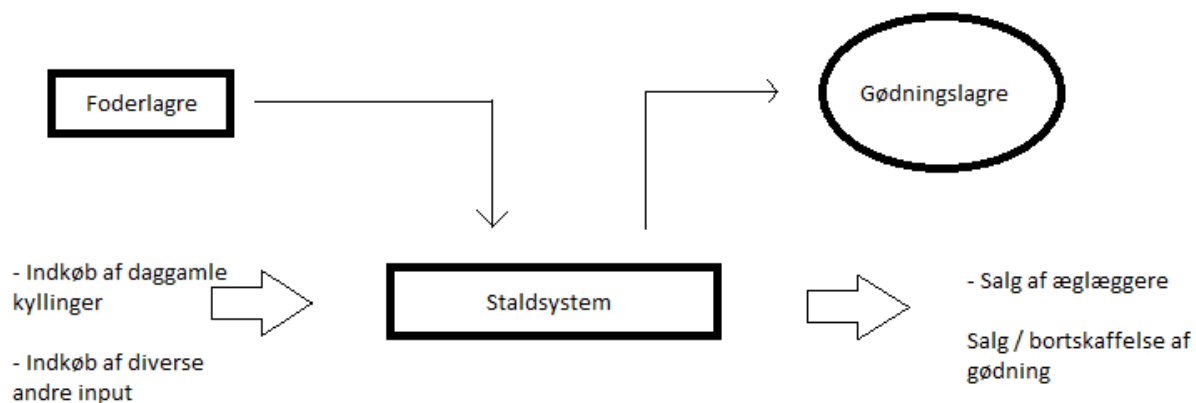 Foderlagre
Gødningslagre
- Indkøb af daggamle
kyllinger
- Indkøb af diverse
andre input
Staldsystem
- Salg af æglæggere
Salg / bortskaffelse af
gødning